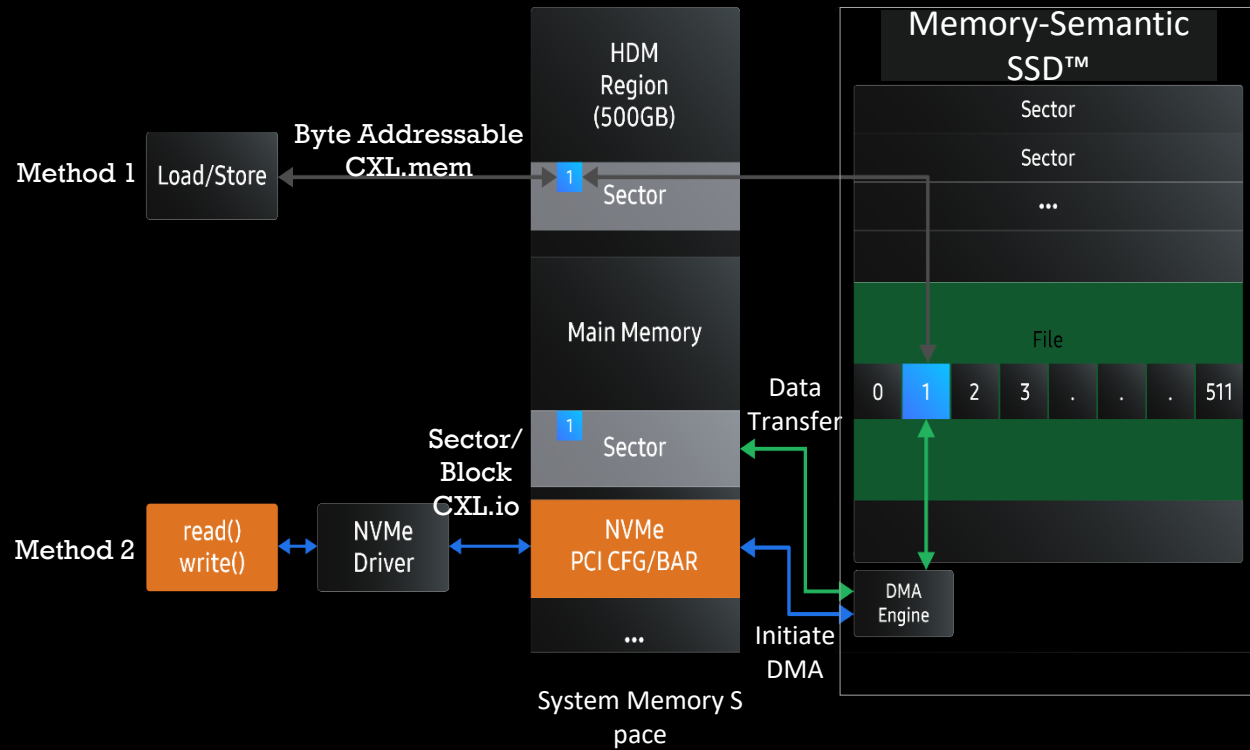 Memory-Semantic
SSD™
HDM
Region
(500GB)
Sector
Sector
...
Method 1
Load/Store
Byte Addressable
CXL.mem
1
Sector
Main Memory
File
0 1 2 3 . . . 511
Data
Transfer
1
Sector
Sector/
Block
CXL.io
Method 2
read()
write()
NVMe
Driver
NVMe
PCI CFG/BAR
DMA
Engine
...
Initiate
DMA
System Memory S
pace